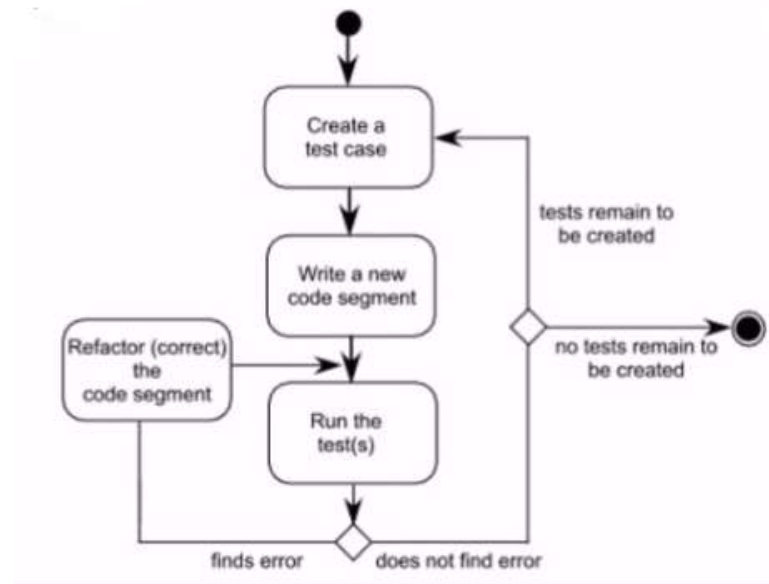 Create a
test case
tests remain to
be created
Write a new
code segment
Refactor (correct)
the
code segment
no tests remain to
be created
Run the
test(s)
finds error
does not find error